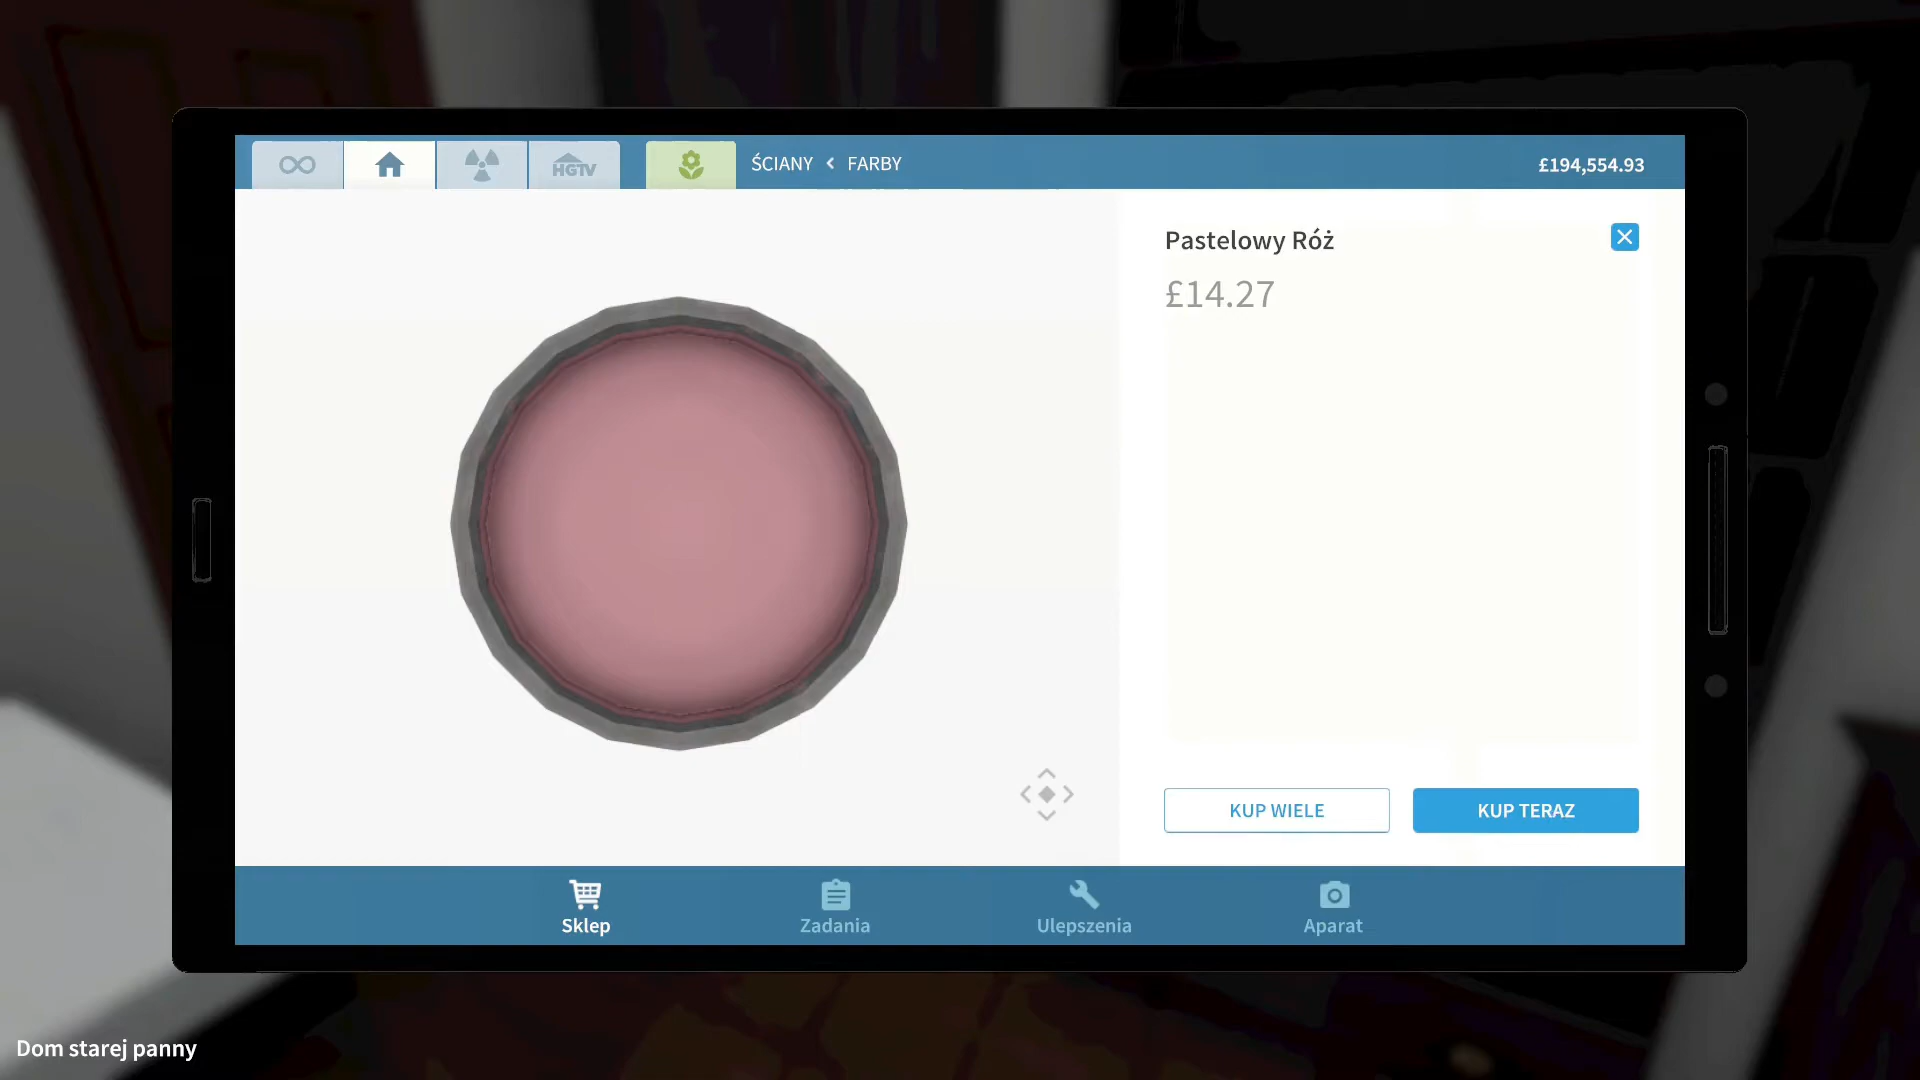 HGTV
ŚCIANY < FARBY
£194,554.93
Pastelowy Róż
£14.27
KUP WIELE
KUP TERAZ
Sklep
Zadania
Ulepszenia
Aparat
Dom starej panny